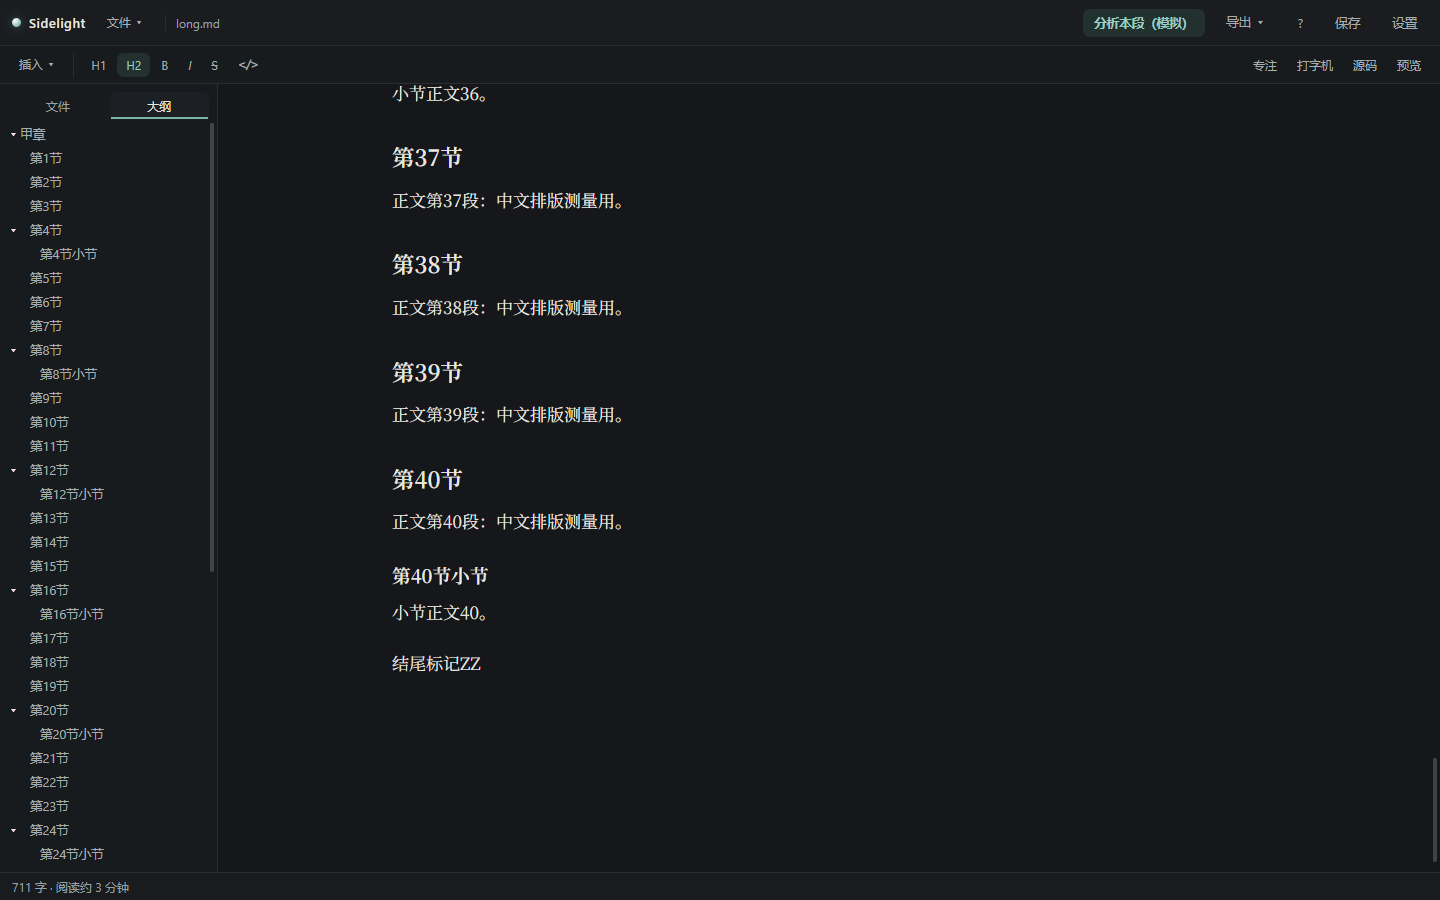 Sidelight 文件 long.md 分析本段（模拟） 导出 ? 保存 设置
插入 H1 H2 B I S </> 专注 打字机 源码 预览
文件 大纲
甲章
第1节
第2节
第3节
第4节
第4节小节
第5节
第6节
第7节
第8节
第8节小节
第9节
第10节
第11节
第12节
第12节小节
第13节
第14节
第15节
第16节
第16节小节
第17节
第18节
第19节
第20节
第20节小节
第21节
第22节
第23节
第24节
第24节小节
小节正文36。
第37节
正文第37段：中文排版测量用。
第38节
正文第38段：中文排版测量用。
第39节
正文第39段：中文排版测量用。
第40节
正文第40段：中文排版测量用。
第40节小节
小节正文40。
结尾标记ZZ
711 字 · 阅读约 3 分钟